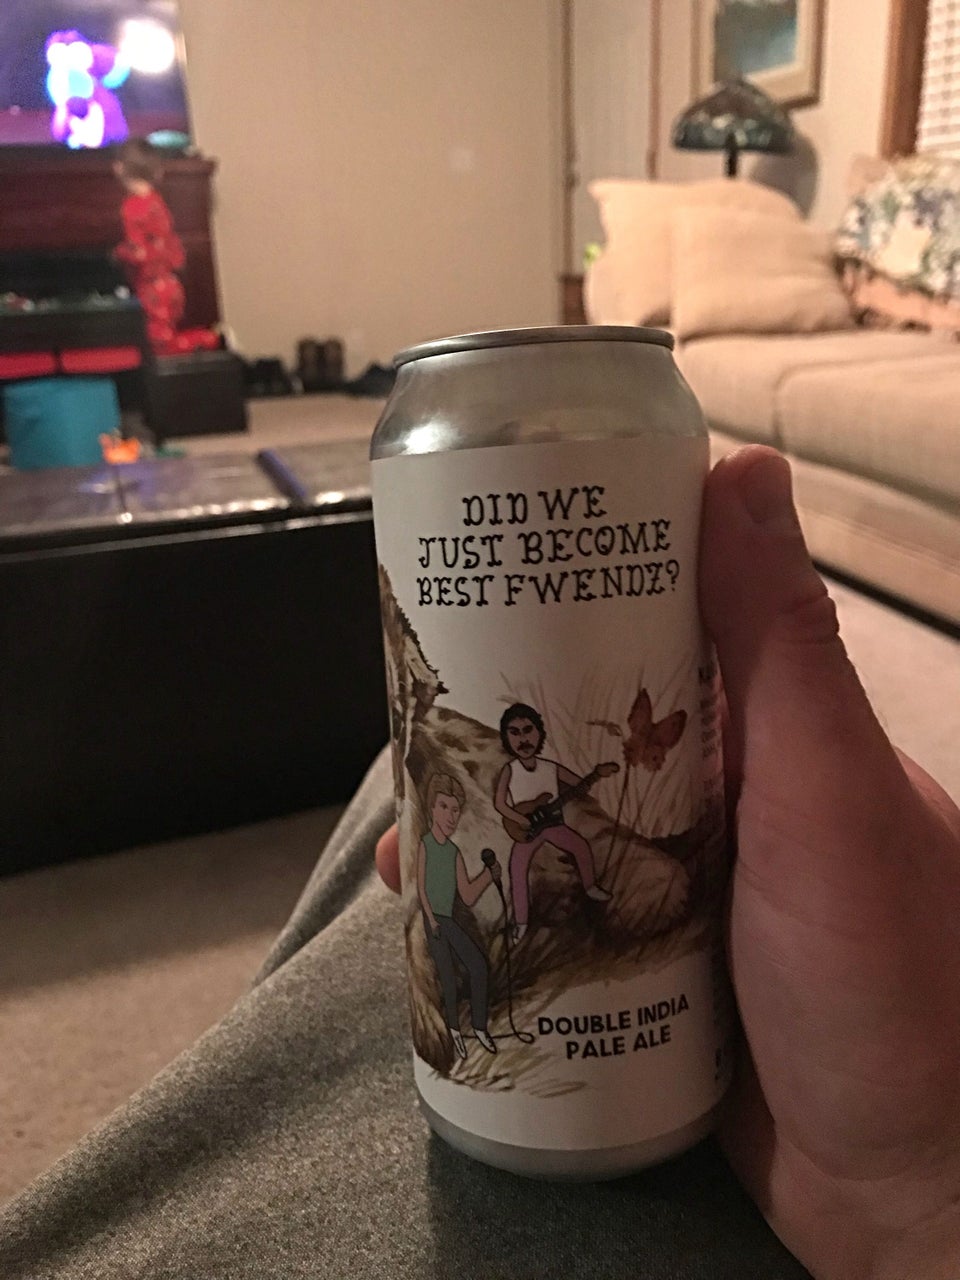 DID WE
JUST BECOME
BEST FWENDZ?
DOUBLE INDIA
PALE ALE